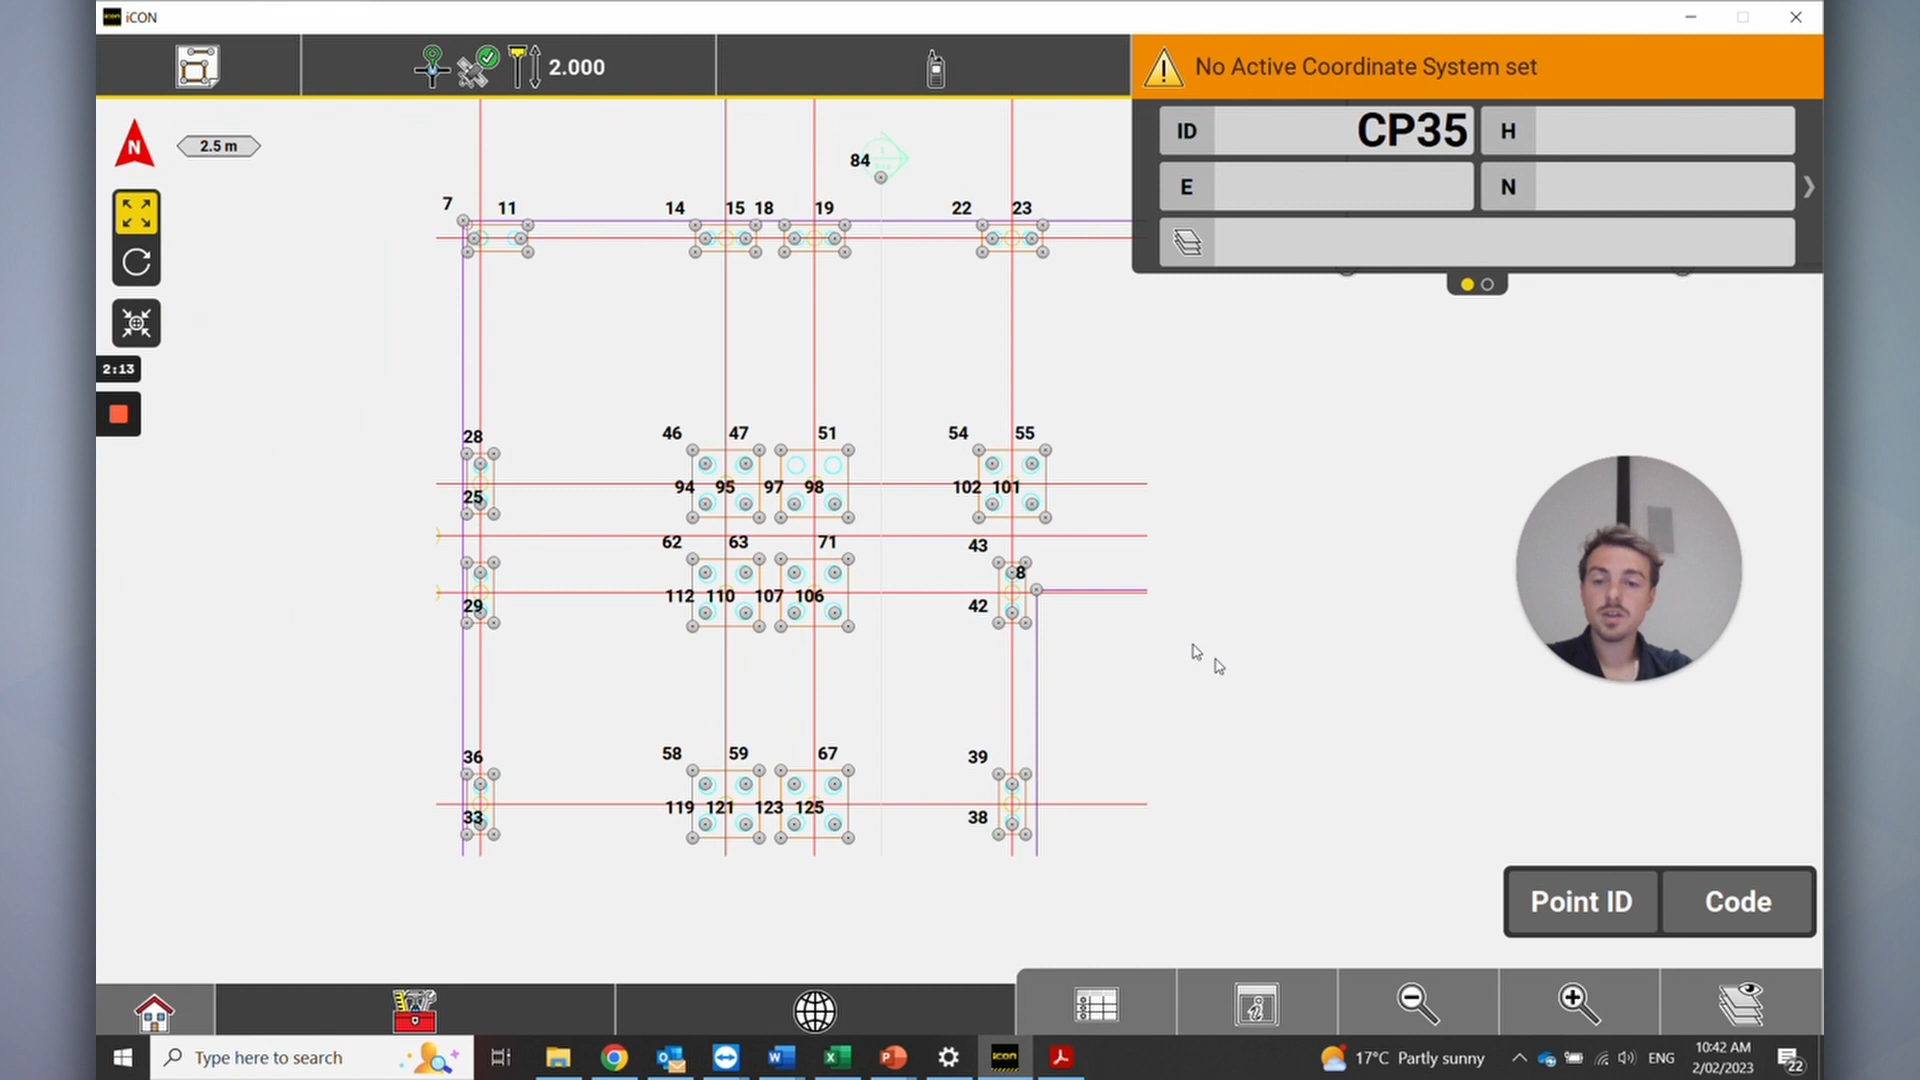 iCON
2.000
No Active Coordinate System set
ID CP35 H
E N
N 2.5 m
2:13
84
7 11 14 15 18 19 22 23
28 46 47 51 54 55
25 94 95 97 98 102 101
62 63 71 43
8
29 112 110 107 106 42
36 58 59 67 39
33 119 121 123 125 38
Point ID Code
Type here to search
iCON
17°C Partly sunny
ENG
10:42 AM
2/02/2023
22